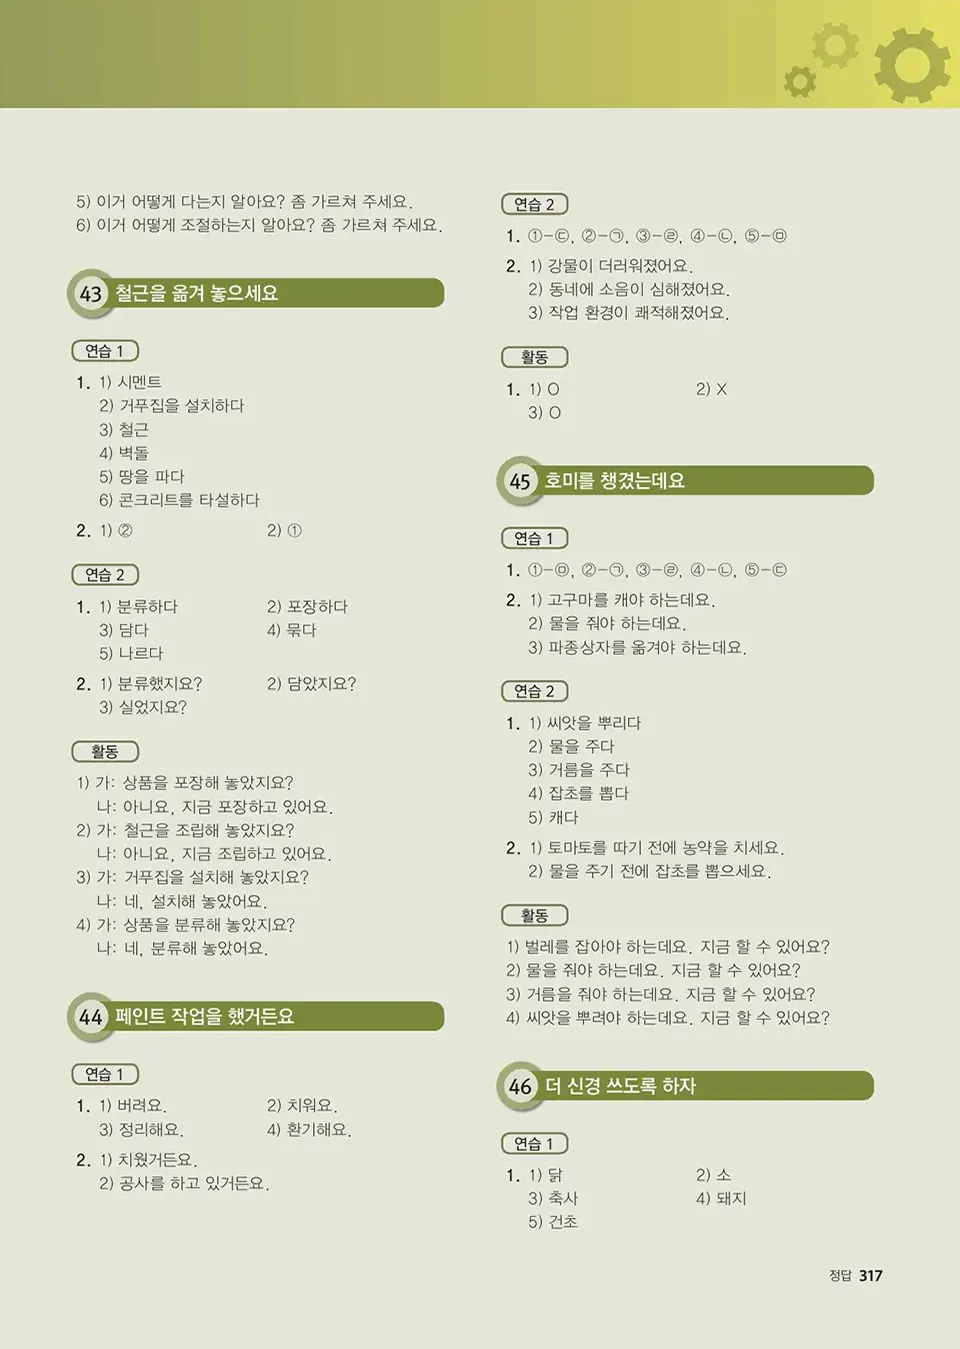 5) 이거 어떻게 다는지 알아요? 좀 가르쳐 주세요.
6) 이거 어떻게 조절하는지 알아요? 좀 가르쳐 주세요.
43 철근을 옮겨 놓으세요
연습 1
1. 1) 시멘트
2) 거푸집을 설치하다
3) 철근
4) 벽돌
5) 땅을 파다
6) 콘크리트를 타설하다
2. 1) ② 2) ①
연습 2
1. 1) 분류하다 2) 포장하다
3) 담다 4) 묶다
5) 나르다
2. 1) 분류했지요? 2) 담았지요?
3) 실었지요?
활동
1) 가: 상품을 포장해 놓았지요?
나: 아니요, 지금 포장하고 있어요.
2) 가: 철근을 조립해 놓았지요?
나: 아니요, 지금 조립하고 있어요.
3) 가: 거푸집을 설치해 놓았지요?
나: 네, 설치해 놓았어요.
4) 가: 상품을 분류해 놓았지요?
나: 네, 분류해 놓았어요.
44 페인트 작업을 했거든요
연습 1
1. 1) 버려요. 2) 치워요.
3) 정리해요. 4) 환기해요.
2. 1) 치웠거든요.
2) 공사를 하고 있거든요.
연습 2
1. ①-㉢, ②-㉠, ③-㉣, ④-㉡, ⑤-㉤
2. 1) 강물이 더러워졌어요.
2) 동네에 소음이 심해졌어요.
3) 작업 환경이 쾌적해졌어요.
활동
1. 1) O 2) X
3) O
45 호미를 챙겼는데요
연습 1
1. ①-㉤, ②-㉠, ③-㉣, ④-㉡, ⑤-㉢
2. 1) 고구마를 캐야 하는데요.
2) 물을 줘야 하는데요.
3) 파종상자를 옮겨야 하는데요.
연습 2
1. 1) 씨앗을 뿌리다
2) 물을 주다
3) 거름을 주다
4) 잡초를 뽑다
5) 캐다
2. 1) 토마토를 따기 전에 농약을 치세요.
2) 물을 주기 전에 잡초를 뽑으세요.
활동
1) 벌레를 잡아야 하는데요. 지금 할 수 있어요?
2) 물을 줘야 하는데요. 지금 할 수 있어요?
3) 거름을 줘야 하는데요. 지금 할 수 있어요?
4) 씨앗을 뿌려야 하는데요. 지금 할 수 있어요?
46 더 신경 쓰도록 하자
연습 1
1. 1) 닭 2) 소
3) 축사 4) 돼지
5) 건초
정답 317